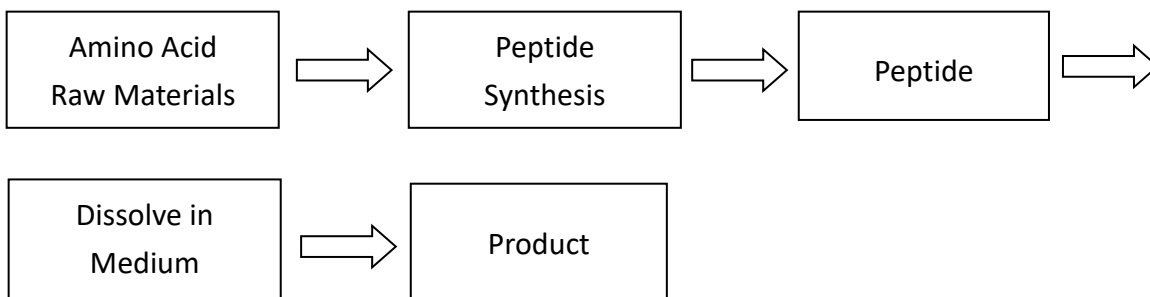 Amino Acid
Raw Materials
Peptide
Synthesis
Peptide
Dissolve in
Medium
Product